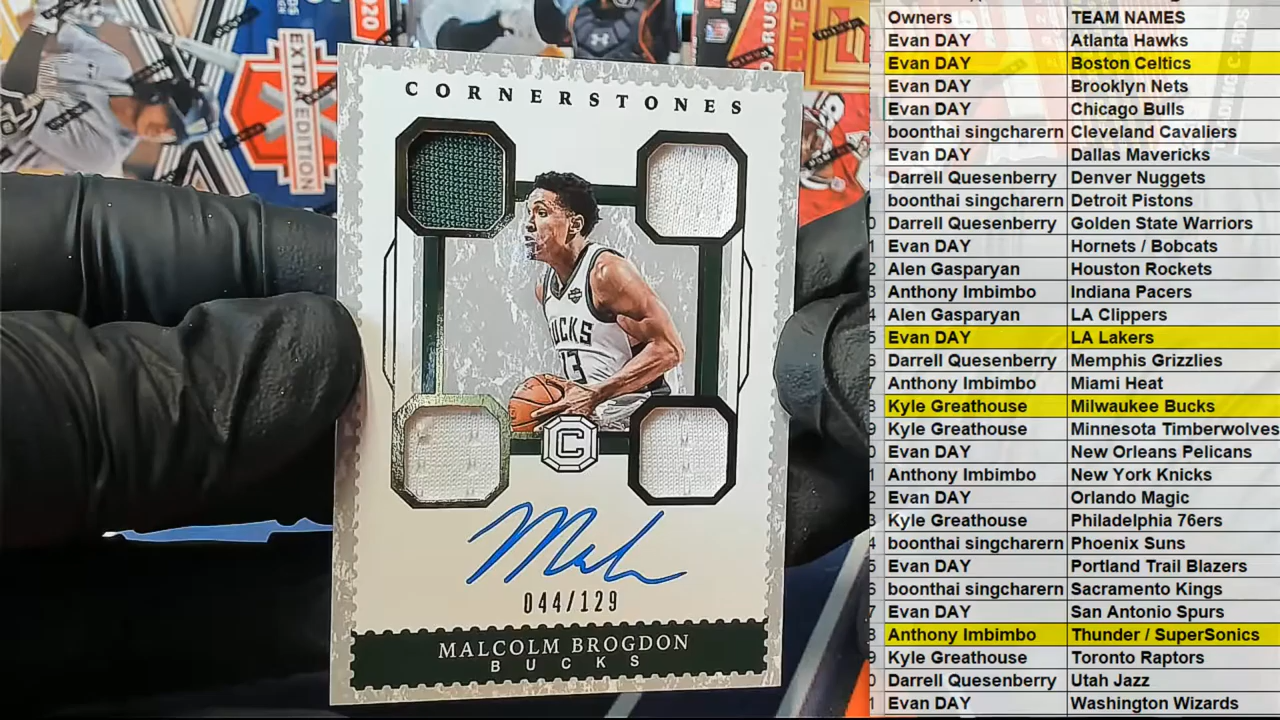 2020
EXTRA EDITION
ELITE
CORNERSTONES
BUCKS
13
C
044/129
MALCOLM BROGDON
BUCKS
Owners TEAM NAMES
Evan DAY Atlanta Hawks
Evan DAY Boston Celtics
Evan DAY Brooklyn Nets
Evan DAY Chicago Bulls
boonthai singcharern Cleveland Cavaliers
Evan DAY Dallas Mavericks
Darrell Quesenberry Denver Nuggets
boonthai singcharern Detroit Pistons
Darrell Quesenberry Golden State Warriors
Evan DAY Hornets / Bobcats
Alen Gasparyan Houston Rockets
Anthony Imbimbo Indiana Pacers
Alen Gasparyan LA Clippers
Evan DAY LA Lakers
Darrell Quesenberry Memphis Grizzlies
Anthony Imbimbo Miami Heat
Kyle Greathouse Milwaukee Bucks
Kyle Greathouse Minnesota Timberwolves
Evan DAY New Orleans Pelicans
Anthony Imbimbo New York Knicks
Evan DAY Orlando Magic
Kyle Greathouse Philadelphia 76ers
boonthai singcharern Phoenix Suns
Evan DAY Portland Trail Blazers
boonthai singcharern Sacramento Kings
Evan DAY San Antonio Spurs
Anthony Imbimbo Thunder / SuperSonics
Kyle Greathouse Toronto Raptors
Darrell Quesenberry Utah Jazz
Evan DAY Washington Wizards